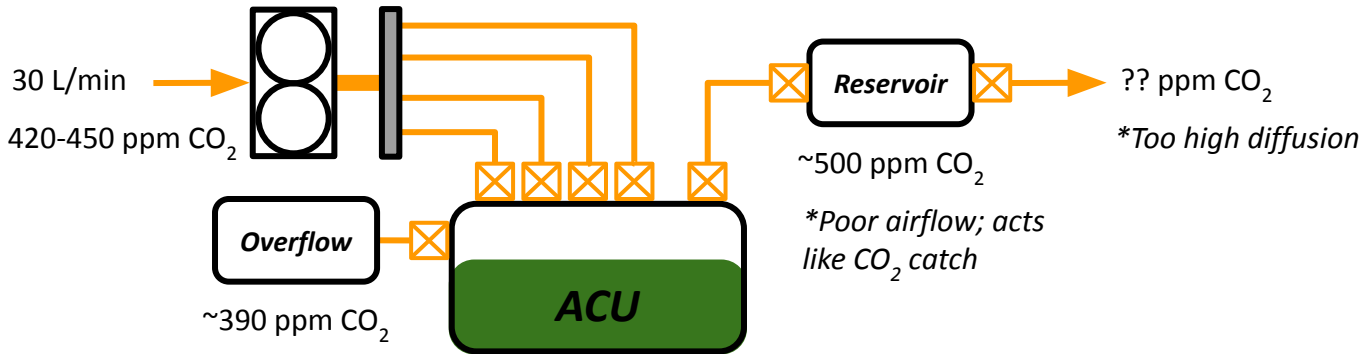 30 L/min
420-450 ppm CO₂
Overflow
~390 ppm CO₂
ACU
Reservoir
~500 ppm CO₂
*Poor airflow; acts
like CO₂ catch
?? ppm CO₂
*Too high diffusion